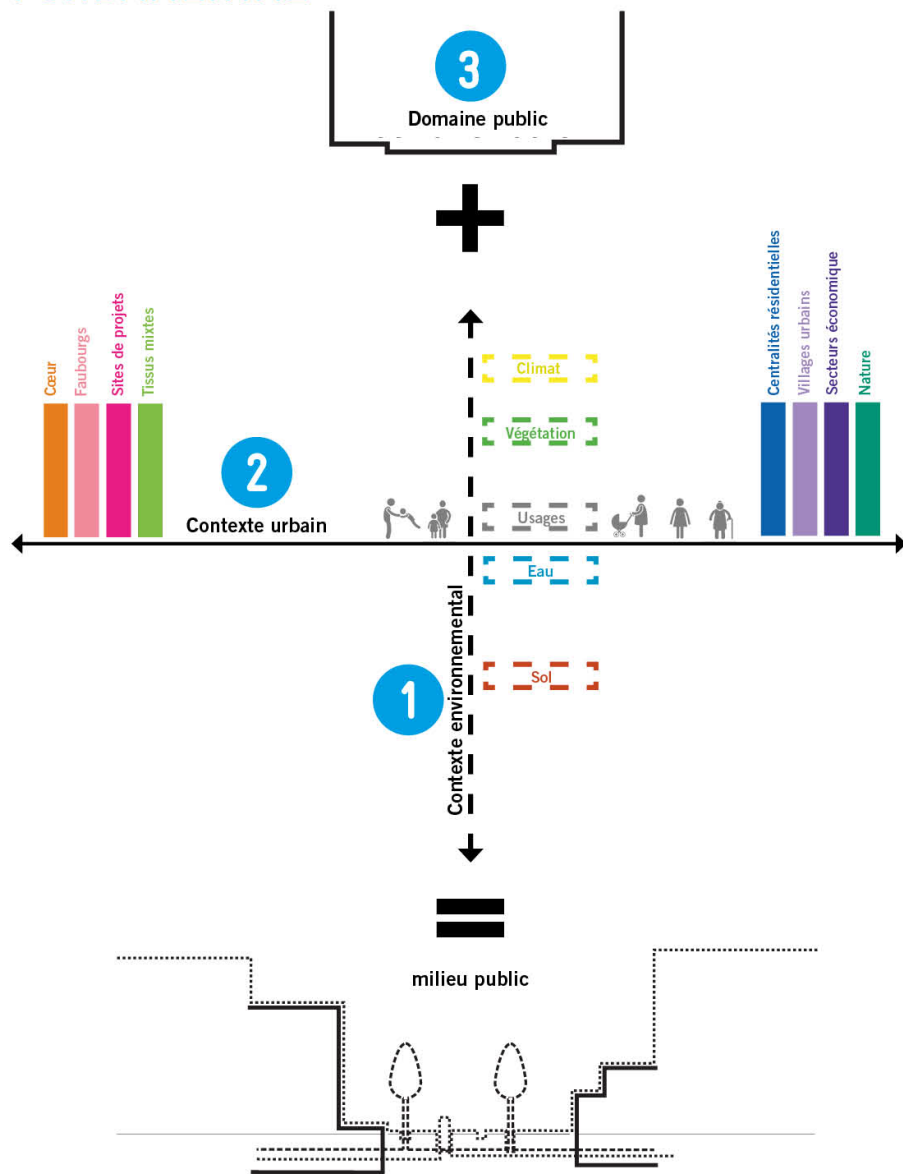 3
Domaine public
+
Cœur
Faubourgs
Sites de projets
Tissus mixtes
Centralités résidentielles
Villages urbains
Secteurs économique
Nature
Climat
Végétation
2
Contexte urbain
Usages
Eau
Sol
1
Contexte environnemental
=
milieu public